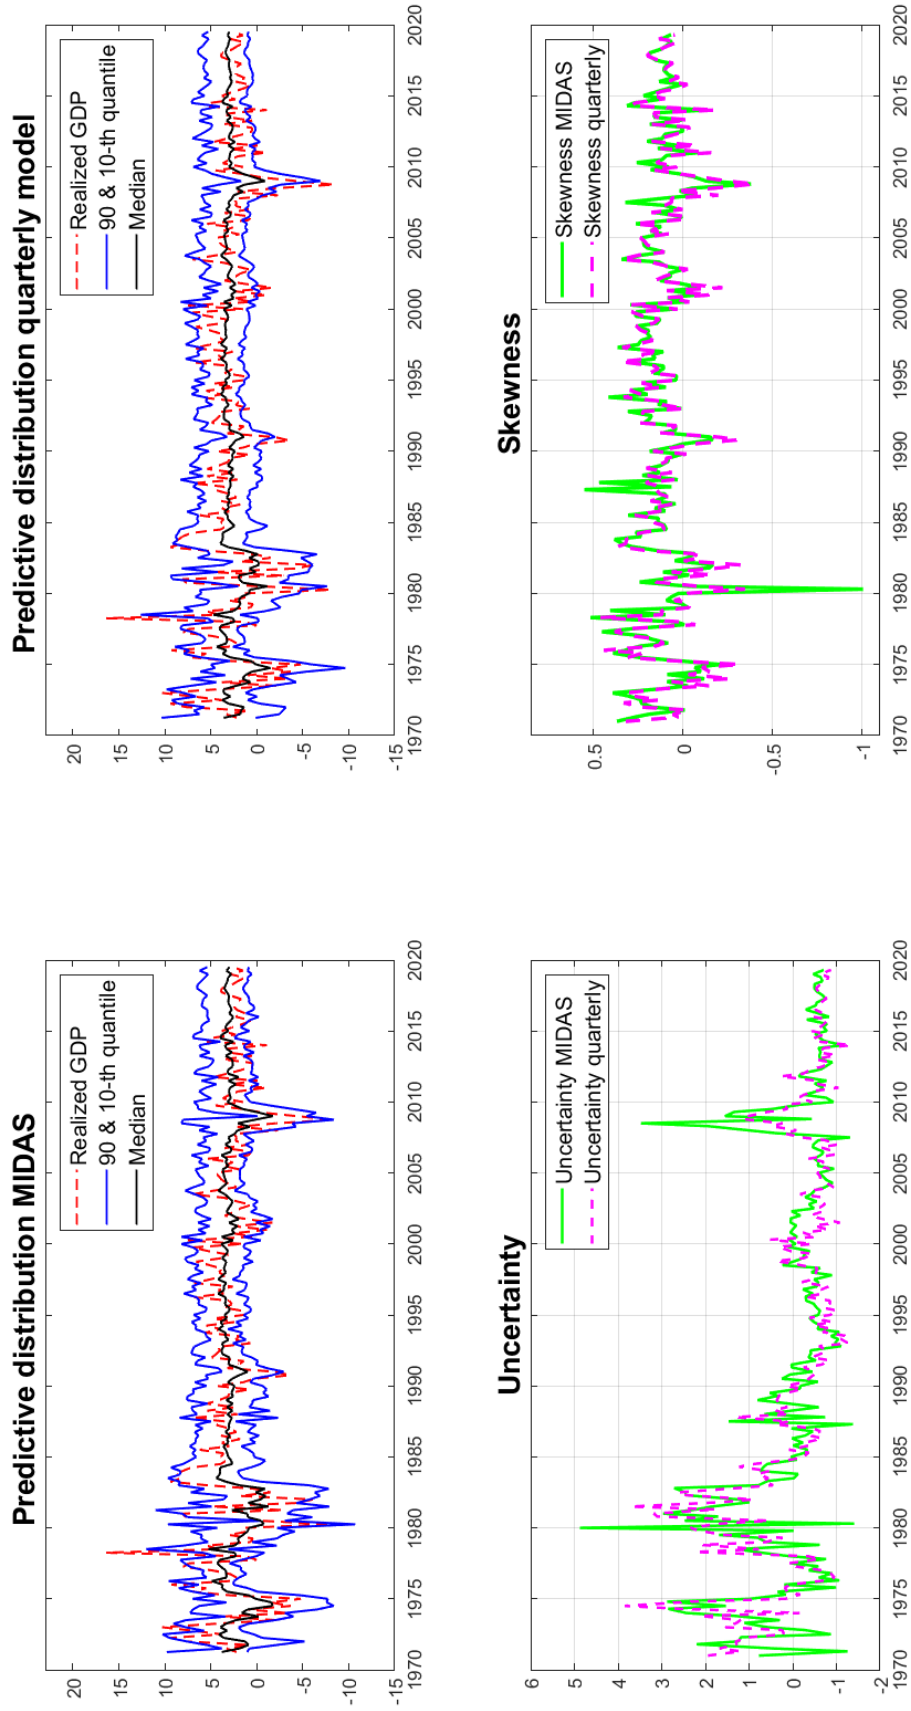 Predictive distribution MIDAS
20
15
10
5
0
-5
-10
-15
1970 1975 1980 1985 1990 1995 2000 2005 2010 2015 2020
Realized GDP
90 & 10-th quantile
Median
Predictive distribution quarterly model
20
15
10
5
0
-5
-10
-15
1970 1975 1980 1985 1990 1995 2000 2005 2010 2015 2020
Realized GDP
90 & 10-th quantile
Median
Uncertainty
6
5
4
3
2
1
0
-1
-2
1970 1975 1980 1985 1990 1995 2000 2005 2010 2015 2020
Uncertainty MIDAS
Uncertainty quarterly
Skewness
0.5
0
-0.5
-1
1970 1975 1980 1985 1990 1995 2000 2005 2010 2015 2020
Skewness MIDAS
Skewness quarterly